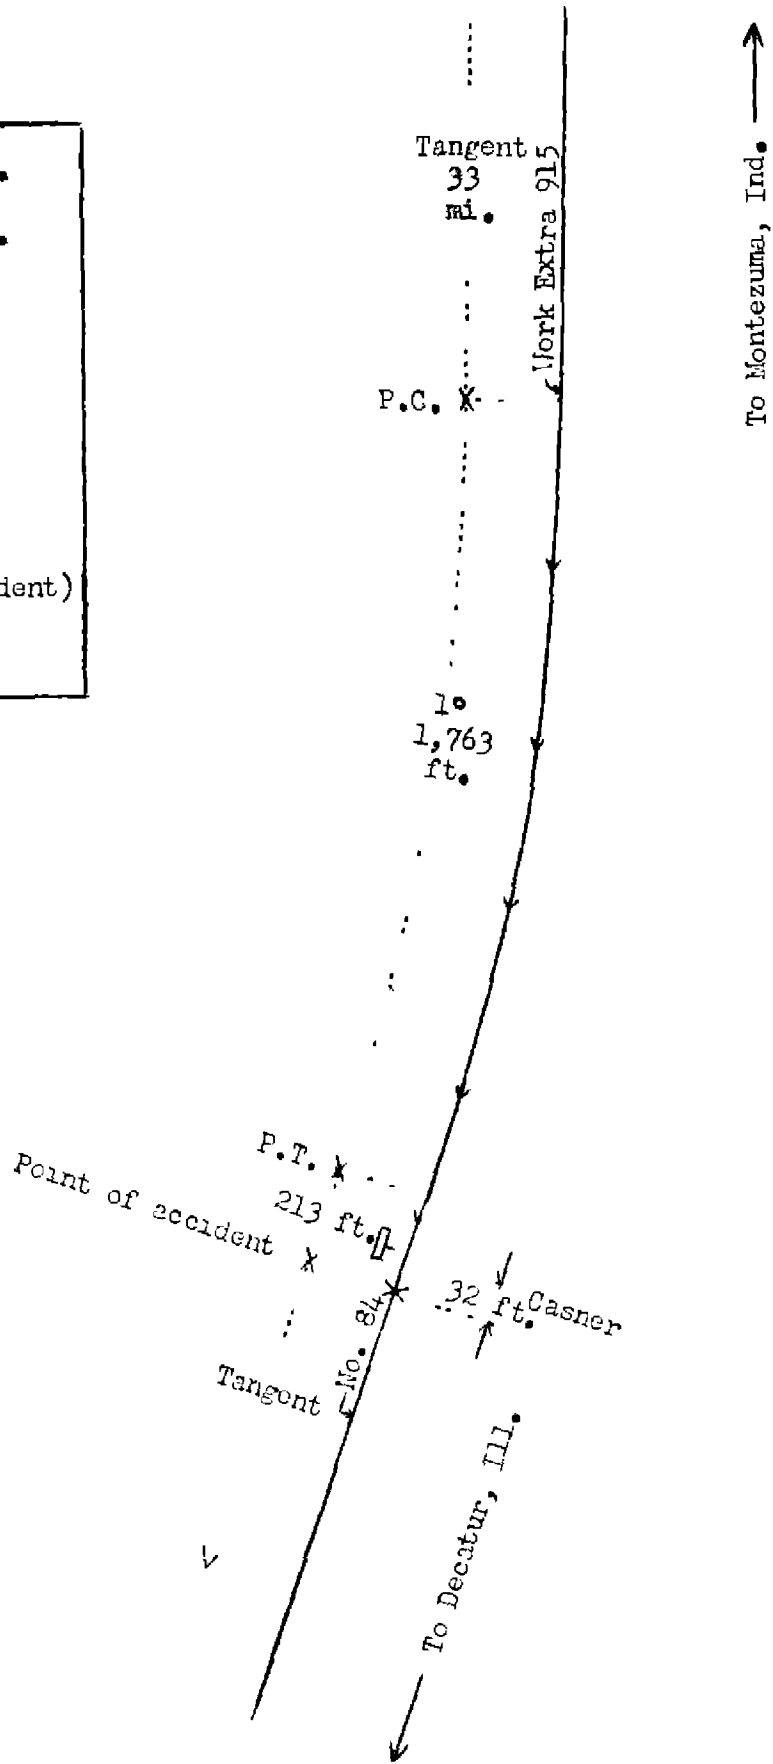 Tangent
33
mi.
Work Extra 915
To Montezuma, Ind.
P.C.
dent)
1°
1,763
ft.
P.T.
213 ft.
Point of accident
No. 84
32 ft.
Casner
Tangent
To Decatur, Ill.